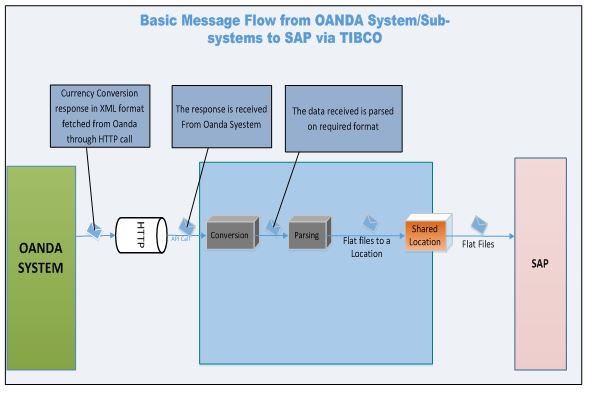 Basic Message Flow from OANDA System/Sub-
systems to SAP via TIBCO
Currency Conversion
response in XML format
fetched from Oanda
through HTTP call
The response is received
From Oanda Syestem
The data received is parsed
on required format
OANDA
SYSTEM
HTTP
API Call
Conversion
Parsing
Flat files to a
Location
Shared
Location
Flat Files
SAP